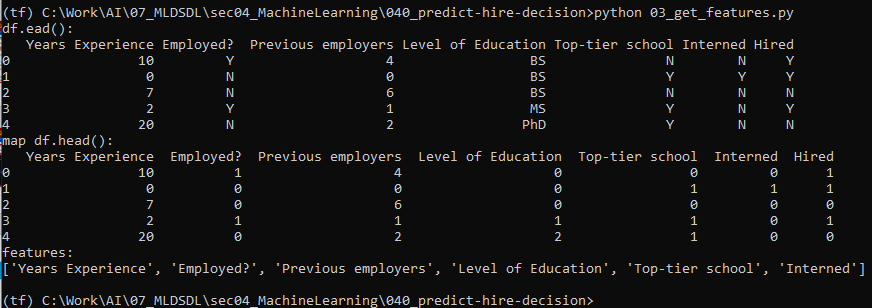 (tf) C:\Work\AI\07_MLDSDL\sec04_MachineLearning\040_predict-hire-decision>python 03_get_features.py
df.ead():
   Years Experience Employed?  Previous employers Level of Education Top-tier school Interned Hired
0                10         Y                   4                 BS               N        N     Y
1                 0         N                   0                 BS               Y        Y     Y
2                 7         N                   6                 BS               N        N     N
3                 2         Y                   1                 MS               Y        N     Y
4                20         N                   2                PhD               Y        N     N
map df.head():
   Years Experience  Employed?  Previous employers  Level of Education  Top-tier school  Interned  Hired
0                10          1                   4                   0                0         0      1
1                 0          0                   0                   0                1         1      1
2                 7          0                   6                   0                0         0      0
3                 2          1                   1                   1                1         0      1
4                20          0                   2                   2                1         0      0
features:
['Years Experience', 'Employed?', 'Previous employers', 'Level of Education', 'Top-tier school', 'Interned']
(tf) C:\Work\AI\07_MLDSDL\sec04_MachineLearning\040_predict-hire-decision>